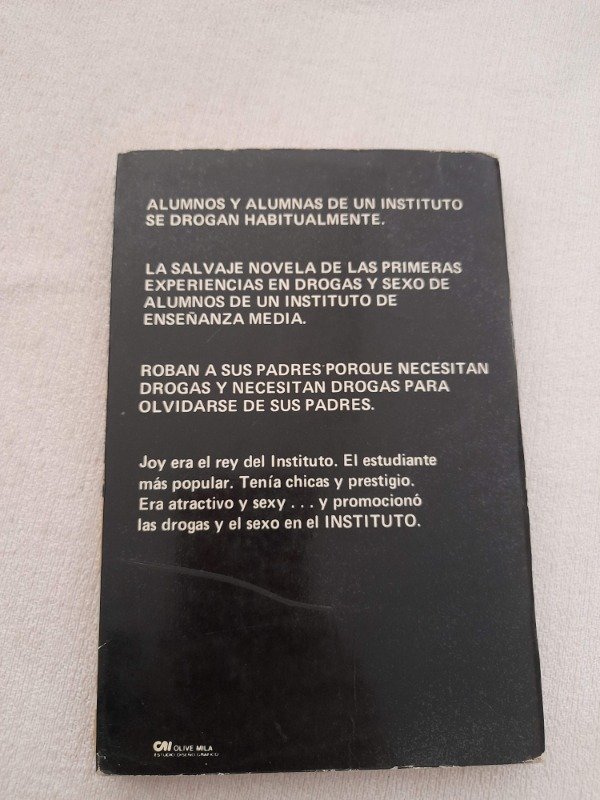 ALUMNOS Y ALUMNAS DE UN INSTITUTO
SE DROGAN HABITUALMENTE.
LA SALVAJE NOVELA DE LAS PRIMERAS
EXPERIENCIAS EN DROGAS Y SEXO DE
ALUMNOS DE UN INSTITUTO DE
ENSEÑANZA MEDIA.
ROBAN A SUS PADRES PORQUE NECESITAN
DROGAS Y NECESITAN DROGAS PARA
OLVIDARSE DE SUS PADRES.
Joy era el rey del Instituto. El estudiante
más popular. Tenía chicas y prestigio.
Era atractivo y sexy . . . y promocionó
las drogas y el sexo en el INSTITUTO.
OLIVE MILA
ESTUDIO DISEÑO GRAFICO